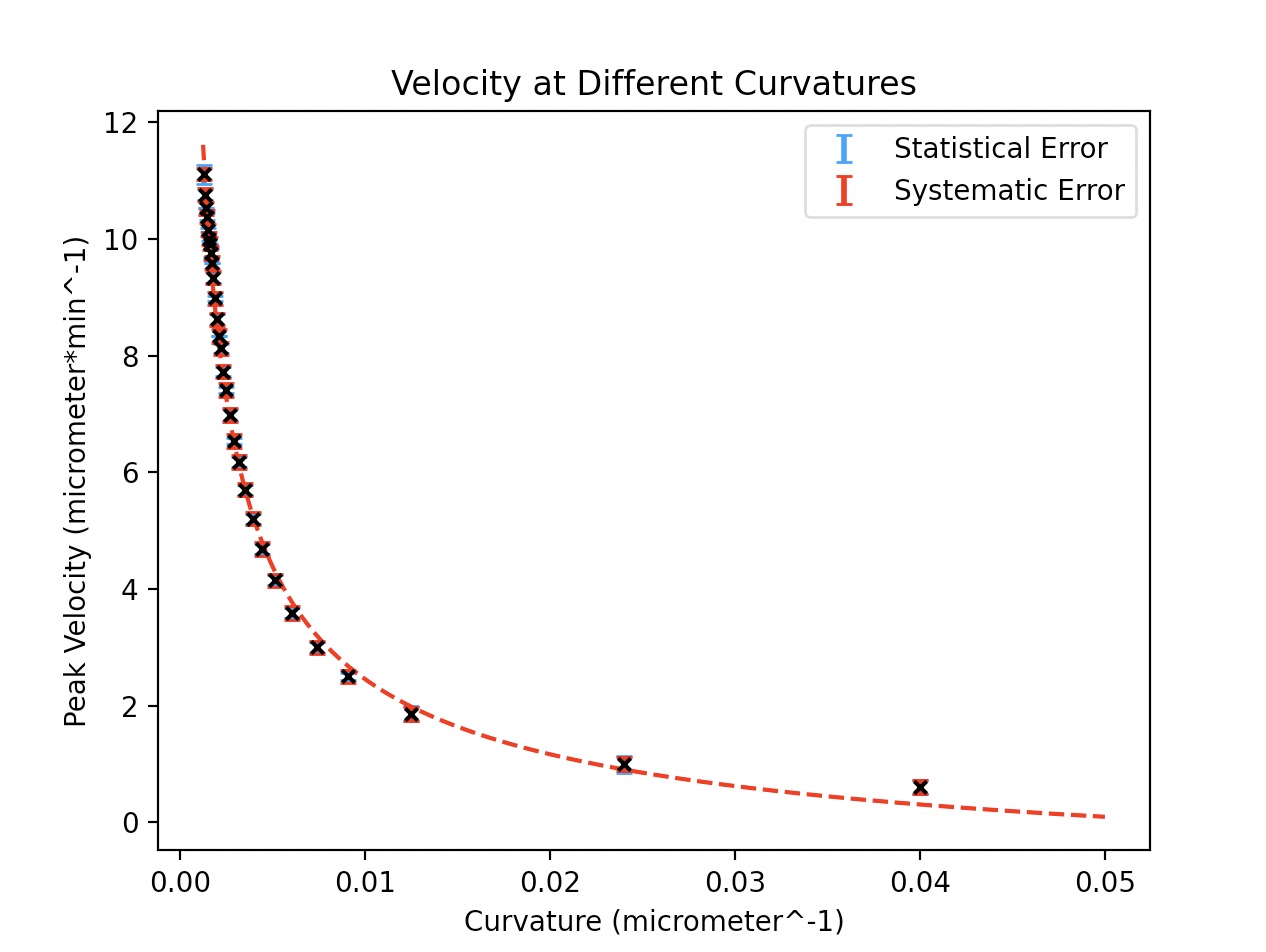 Velocity at Different Curvatures
Statistical Error
Systematic Error
12
10
8
6
4
2
0
Peak Velocity (micrometer*min^-1)
0.00 0.01 0.02 0.03 0.04 0.05
Curvature (micrometer^-1)